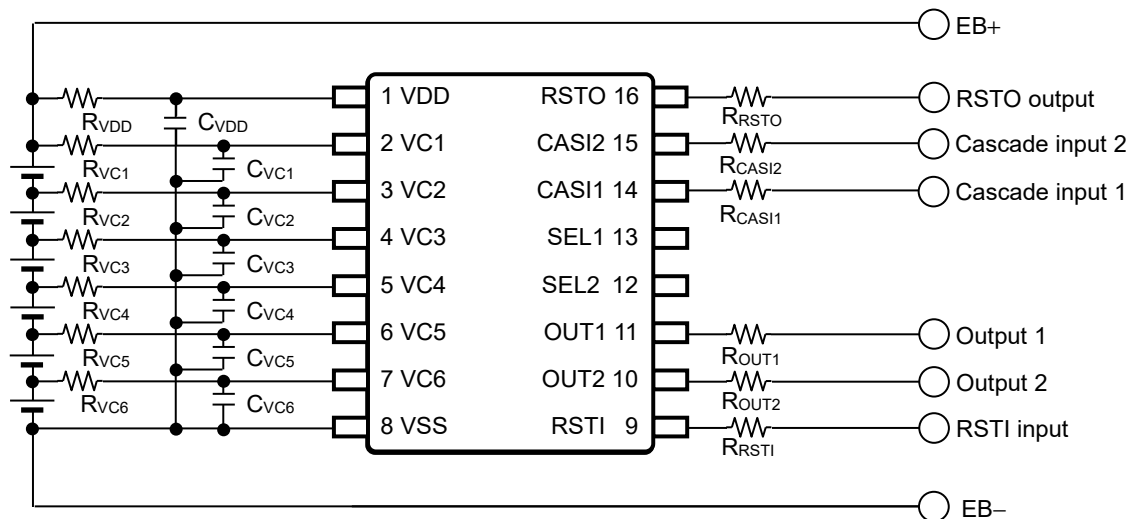 EB+
1 VDD
RSTO 16
RSTO output
RVDD
CVDD
RRSTO
2 VC1
CASI2 15
Cascade input 2
RVC1
CVC1
RCASI2
3 VC2
CASI1 14
Cascade input 1
RVC2
CVC2
RCASI1
4 VC3
SEL1 13
RVC3
CVC3
5 VC4
SEL2 12
RVC4
CVC4
6 VC5
OUT1 11
Output 1
RVC5
CVC5
ROUT1
7 VC6
OUT2 10
Output 2
RVC6
CVC6
ROUT2
8 VSS
RSTI 9
RSTI input
RRSTI
EB−